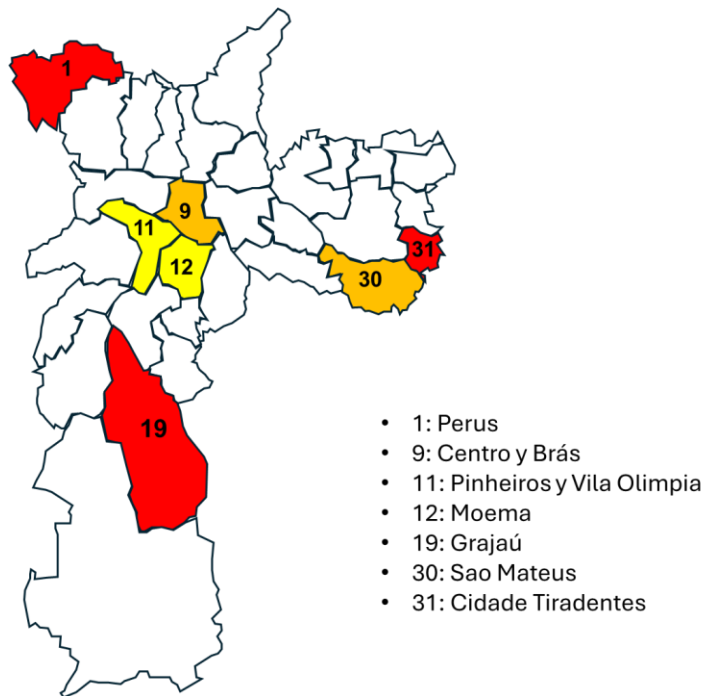 1
9
11
12
31
30
19
• 1: Perus
• 9: Centro y Brás
• 11: Pinheiros y Vila Olimpia
• 12: Moema
• 19: Grajaú
• 30: Sao Mateus
• 31: Cidade Tiradentes